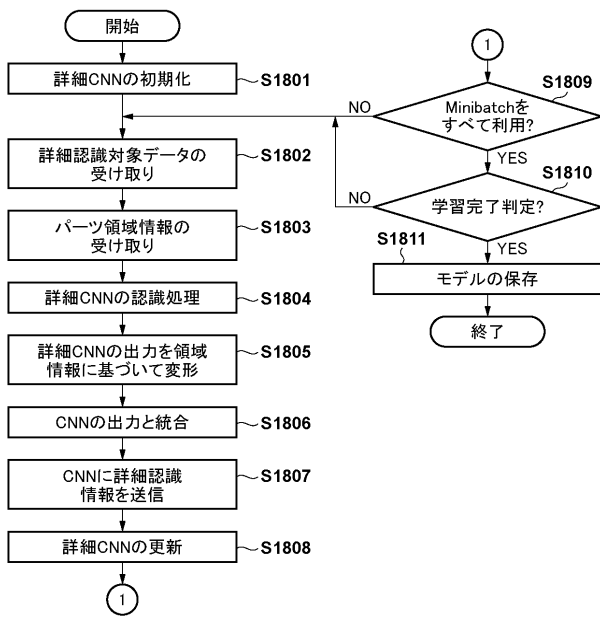 開始
詳細CNNの初期化
S1801
詳細認識対象データの
受け取り
S1802
パーツ領域情報の
受け取り
S1803
詳細CNNの認識処理
S1804
詳細CNNの出力を領域
情報に基づいて変形
S1805
CNNの出力と統合
S1806
CNNに詳細認識
情報を送信
S1807
詳細CNNの更新
S1808
1
1
S1809
Minibatchを
すべて利用?
NO
YES
S1810
学習完了判定?
NO
YES
S1811
モデルの保存
終了